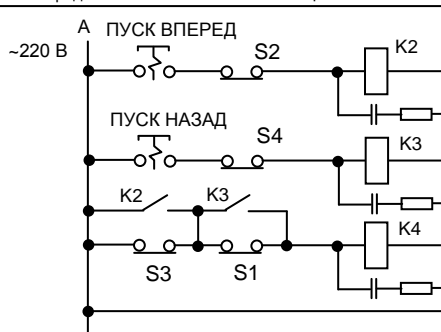 А ПУСК ВПЕРЕД
~220 В
S2
K2
ПУСК НАЗАД
S4
K3
K2 K3
K4
S3 S1